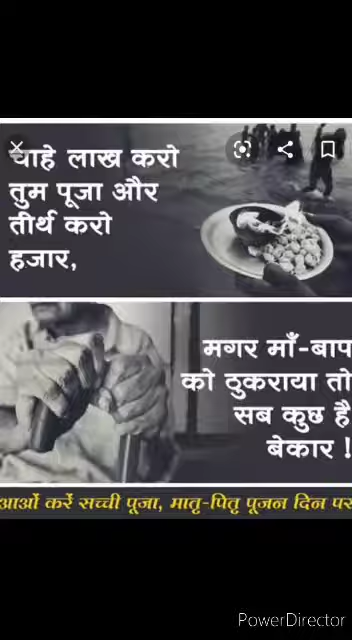 चाहे लाख करो
तुम पूजा और
तीर्थ करो
हज़ार,
मगर माँ-बाप
को ठुकराया तो
सब कुछ है
बेकार !
आओं करें सच्ची पूजा, मातृ-पितृ पूजन दिन पर
PowerDirector